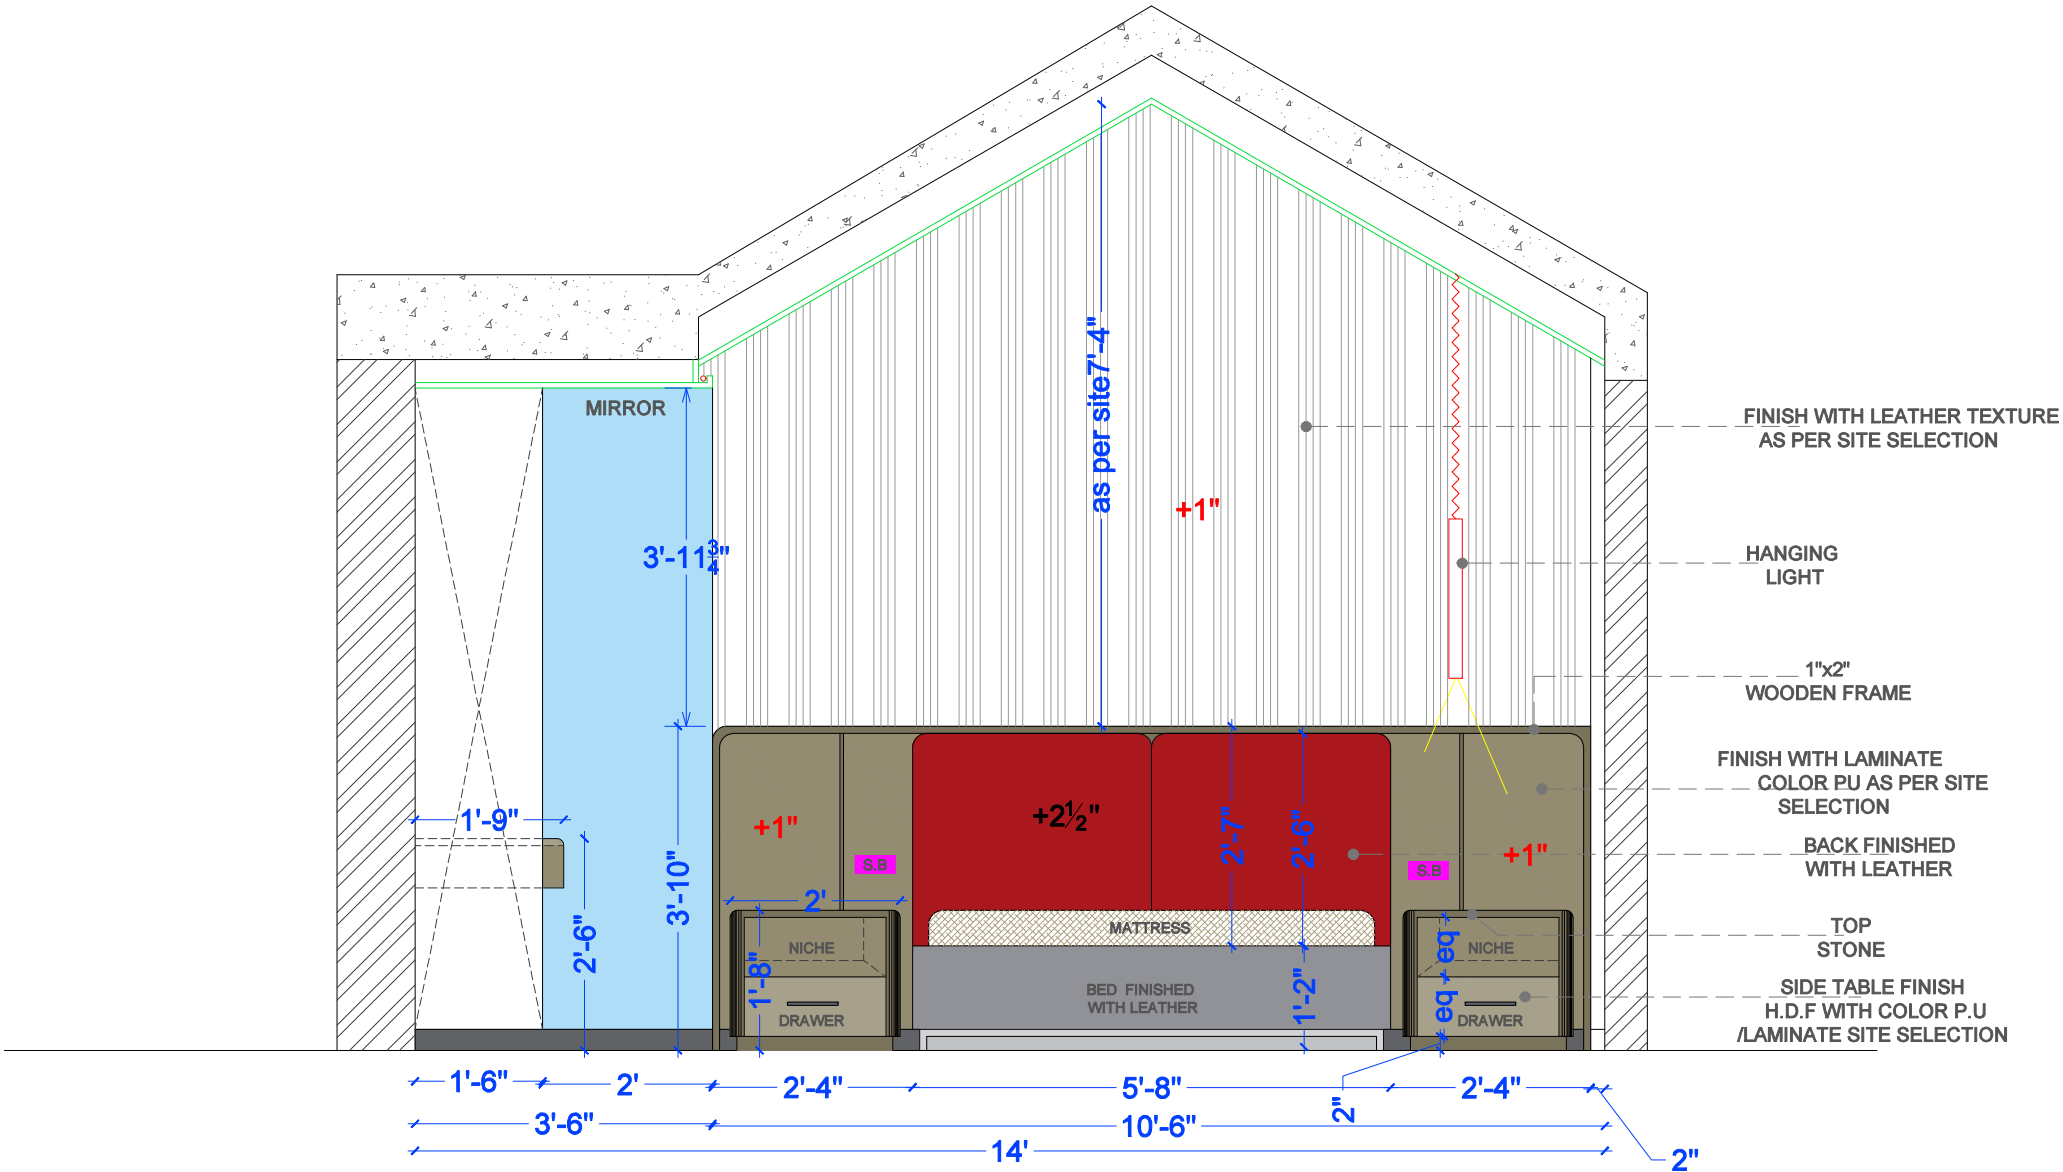 MIRROR
as per site7'-4"
FINISH WITH LEATHER TEXTURE
AS PER SITE SELECTION
+1"
3'-11 3/4"
HANGING
LIGHT
1"x2"
WOODEN FRAME
FINISH WITH LAMINATE
COLOR PU AS PER SITE
SELECTION
1'-9"
+1"
+2½"
2'-7"
2'-6"
+1"
BACK FINISHED
WITH LEATHER
S.B
S.B
3'-10"
2'
2'-6"
MATTRESS
TOP
STONE
NICHE
NICHE
eq
eq
1'-8"
BED FINISHED
WITH LEATHER
1'-2"
SIDE TABLE FINISH
H.D.F WITH COLOR P.U
/LAMINATE SITE SELECTION
DRAWER
DRAWER
1'-6"
2'
2'-4"
5'-8"
2'-4"
2"
3'-6"
10'-6"
14'
2"